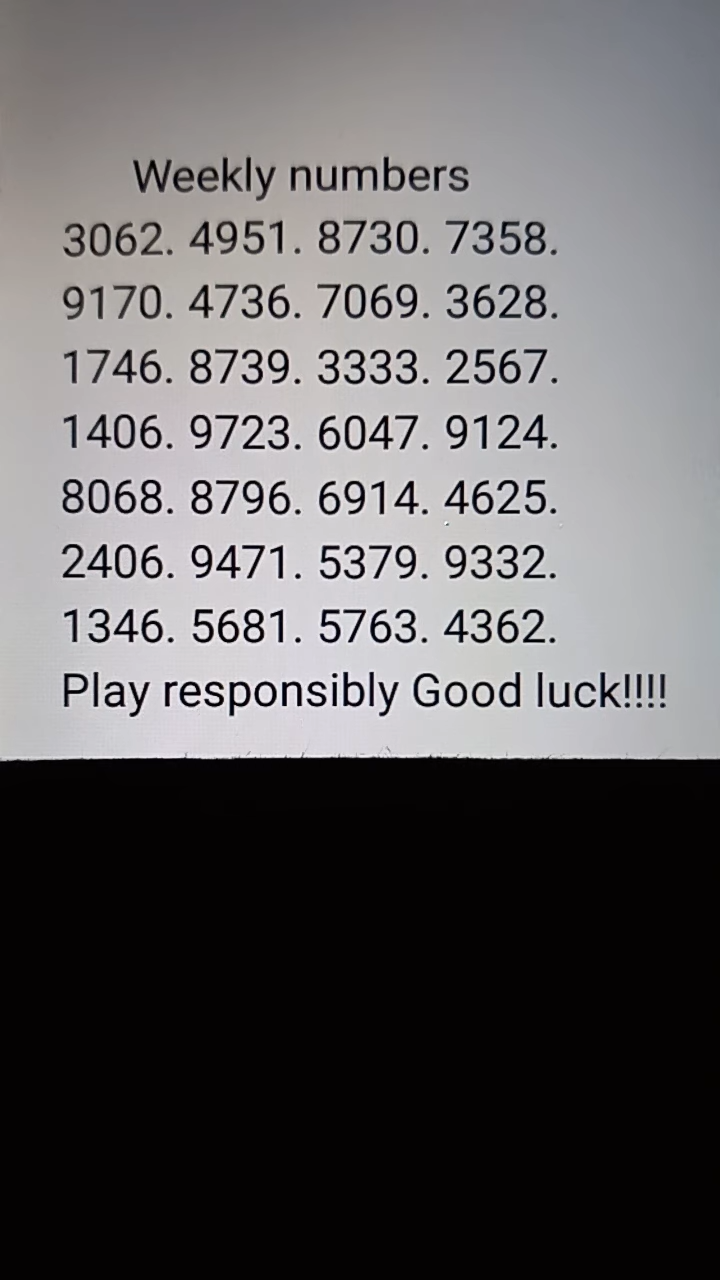 Weekly numbers
3062. 4951. 8730. 7358.
9170. 4736. 7069. 3628.
1746. 8739. 3333. 2567.
1406. 9723. 6047. 9124.
8068. 8796. 6914. 4625.
2406. 9471. 5379. 9332.
1346. 5681. 5763. 4362.
Play responsibly Good luck!!!!